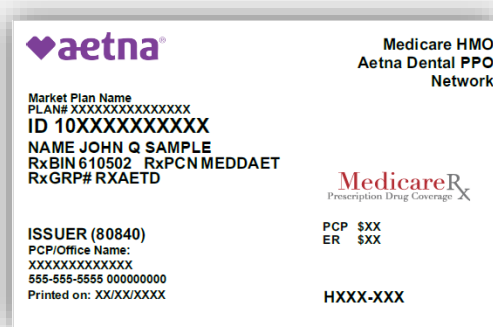 aetna®
Medicare HMO
Aetna Dental PPO
Network
Market Plan Name
PLAN# XXXXXXXXXXXXXXX
ID 10XXXXXXXXXX
NAME JOHN Q SAMPLE
RxBIN 610502 RxPCN MEDDAET
RxGRP# RXAETD
MedicareRx
Prescription Drug Coverage
ISSUER (80840)
PCP/Office Name:
XXXXXXXXXXXXX
555-555-5555 000000000
Printed on: XX/XX/XXXX
PCP $XX
ER $XX
HXXX-XXX